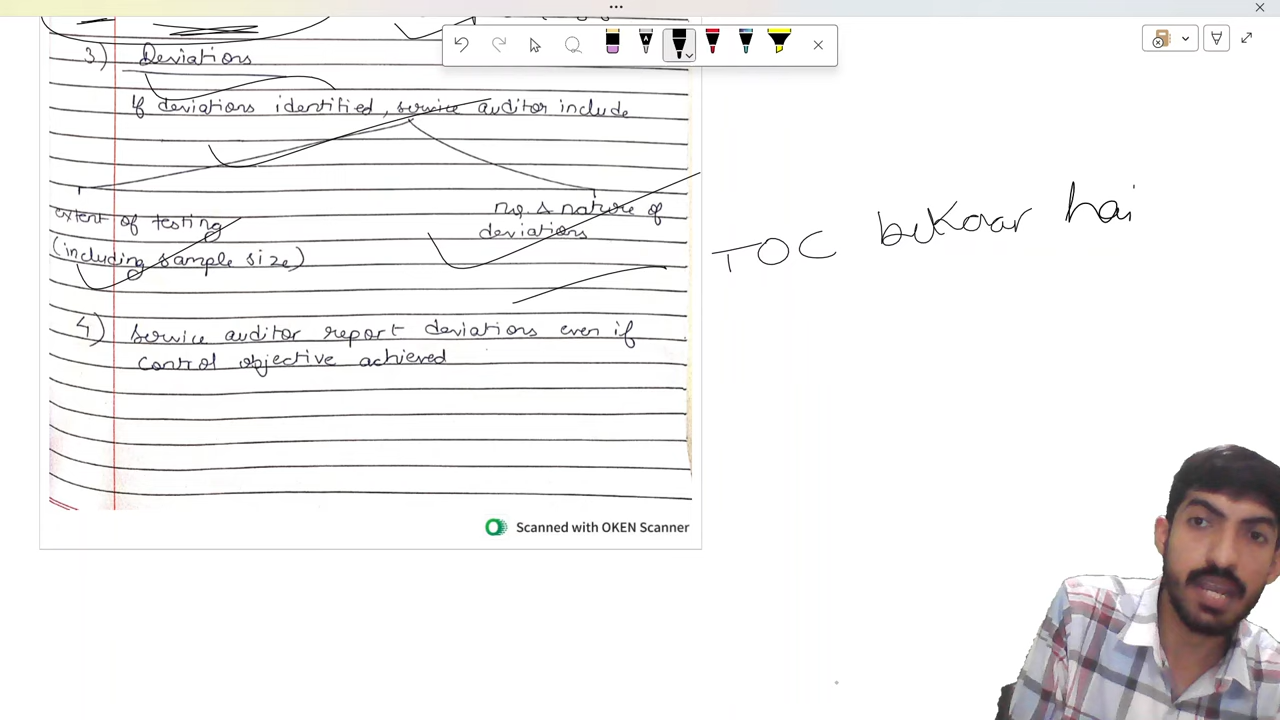 3) Deviations
If deviations identified, service auditor include
extent of testing
(including sample size)
no. & nature of
deviations
TOC bekaar hai
4) Service auditor report deviations even if
control objective achieved
Scanned with OKEN Scanner